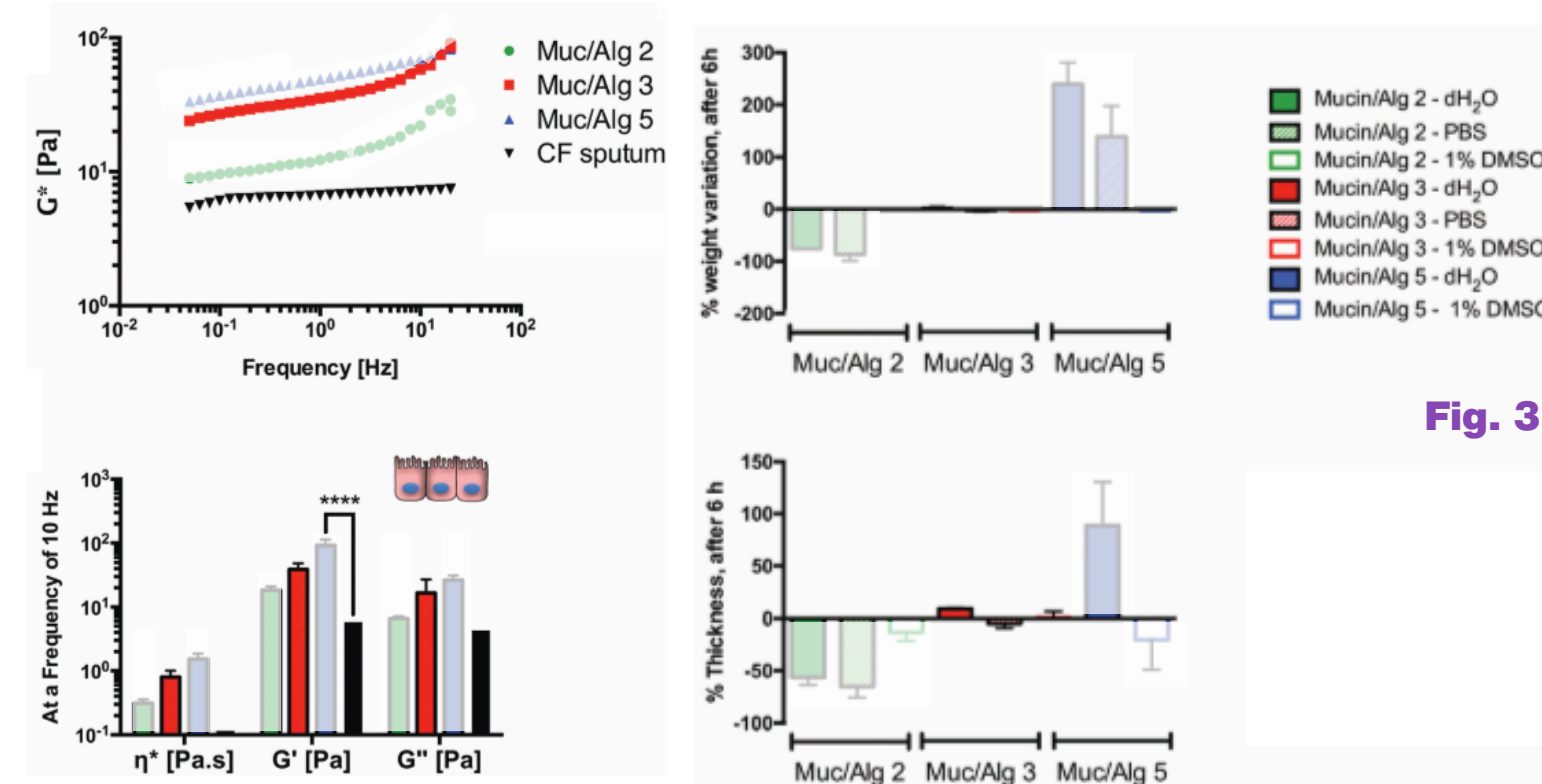 G* [Pa]
10²
10¹
10⁰
10⁻²
10⁻¹
10⁰
10¹
10²
Frequency [Hz]
Muc/Alg 2
Muc/Alg 3
Muc/Alg 5
CF sputum
% weight variation, after 6h
300
200
100
0
-100
-200
Muc/Alg 2
Muc/Alg 3
Muc/Alg 5
Mucin/Alg 2 - dH₂O
Mucin/Alg 2 - PBS
Mucin/Alg 2 - 1% DMSO
Mucin/Alg 3 - dH₂O
Mucin/Alg 3 - PBS
Mucin/Alg 3 - 1% DMSO
Mucin/Alg 5 - dH₂O
Mucin/Alg 5 - 1% DMSO
Fig. 3
At a Frequency of 10 Hz
10³
10²
10¹
10⁰
10⁻¹
****
η* [Pa.s]
G' [Pa]
G" [Pa]
% Thickness, after 6 h
150
100
50
0
-50
-100
Muc/Alg 2
Muc/Alg 3
Muc/Alg 5